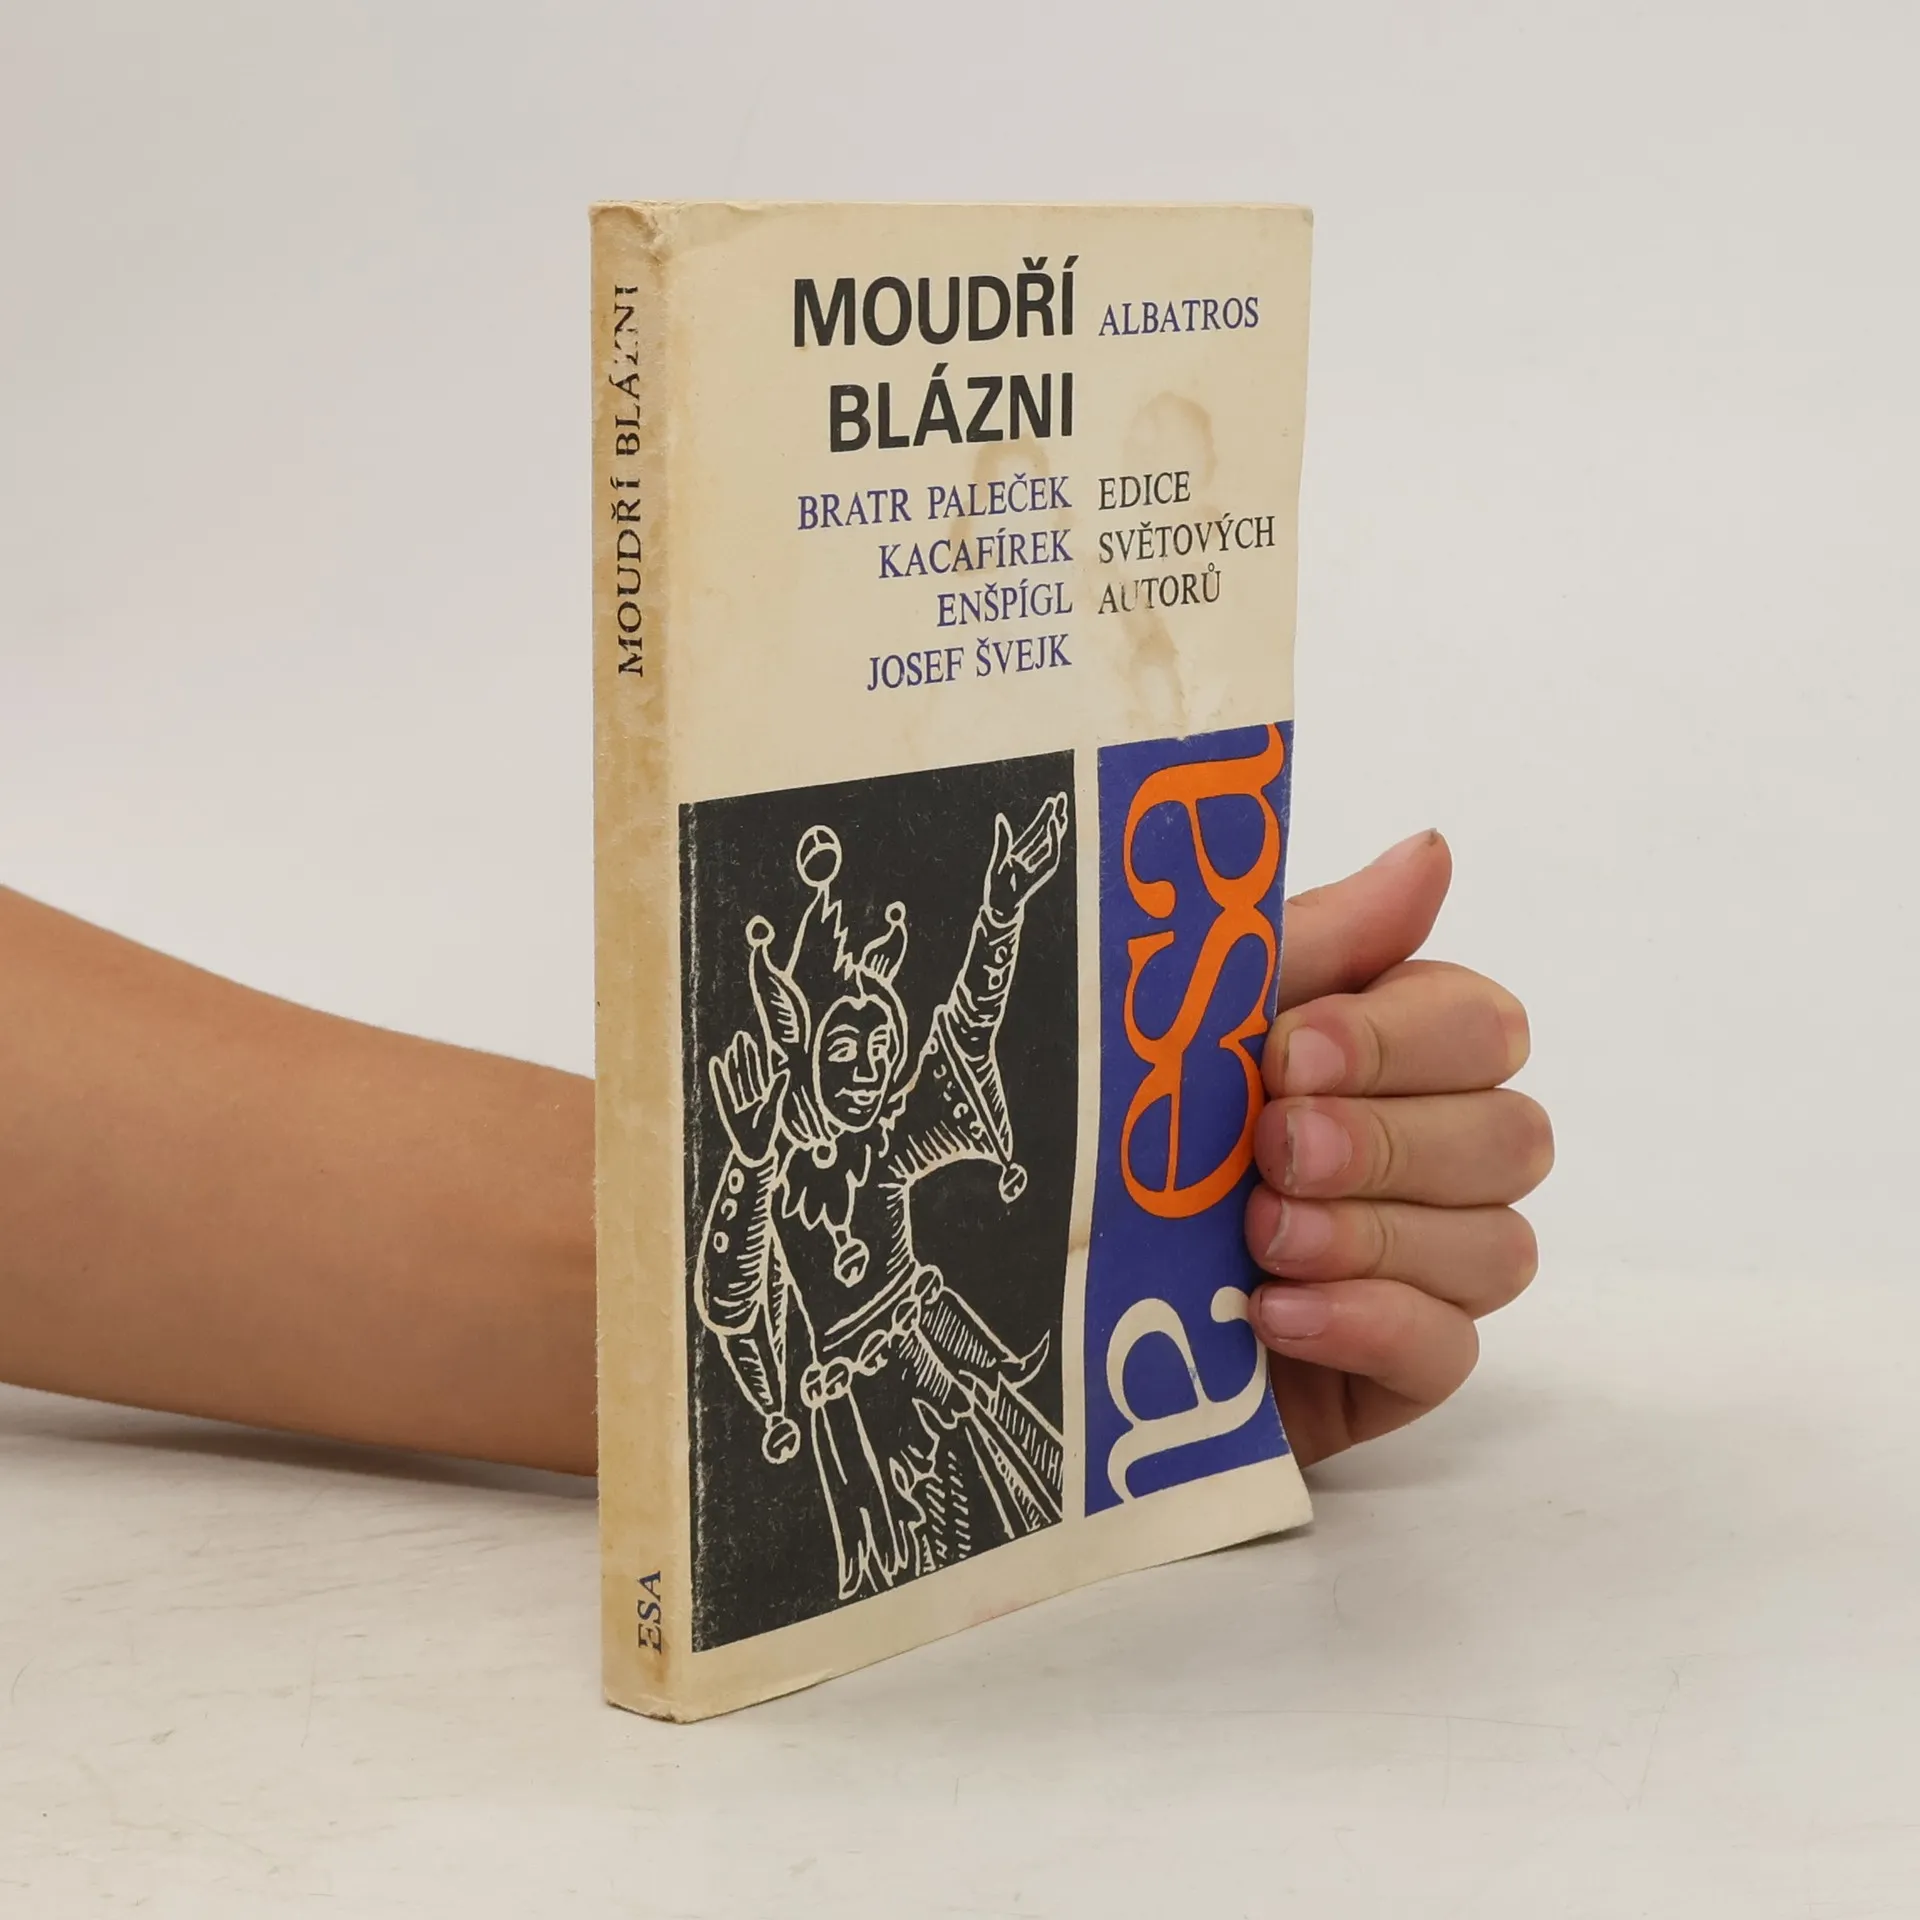 MOUDŘÍ BLÁZNI
ESA
MOUDŘÍ
BLÁZNI
BRATR PALEČEK
KACAFÍREK
ENŠPÍGL
JOSEF ŠVEJK
ALBATROS
EDICE
SVĚTOVÝCH
AUTORŮ
esa
a